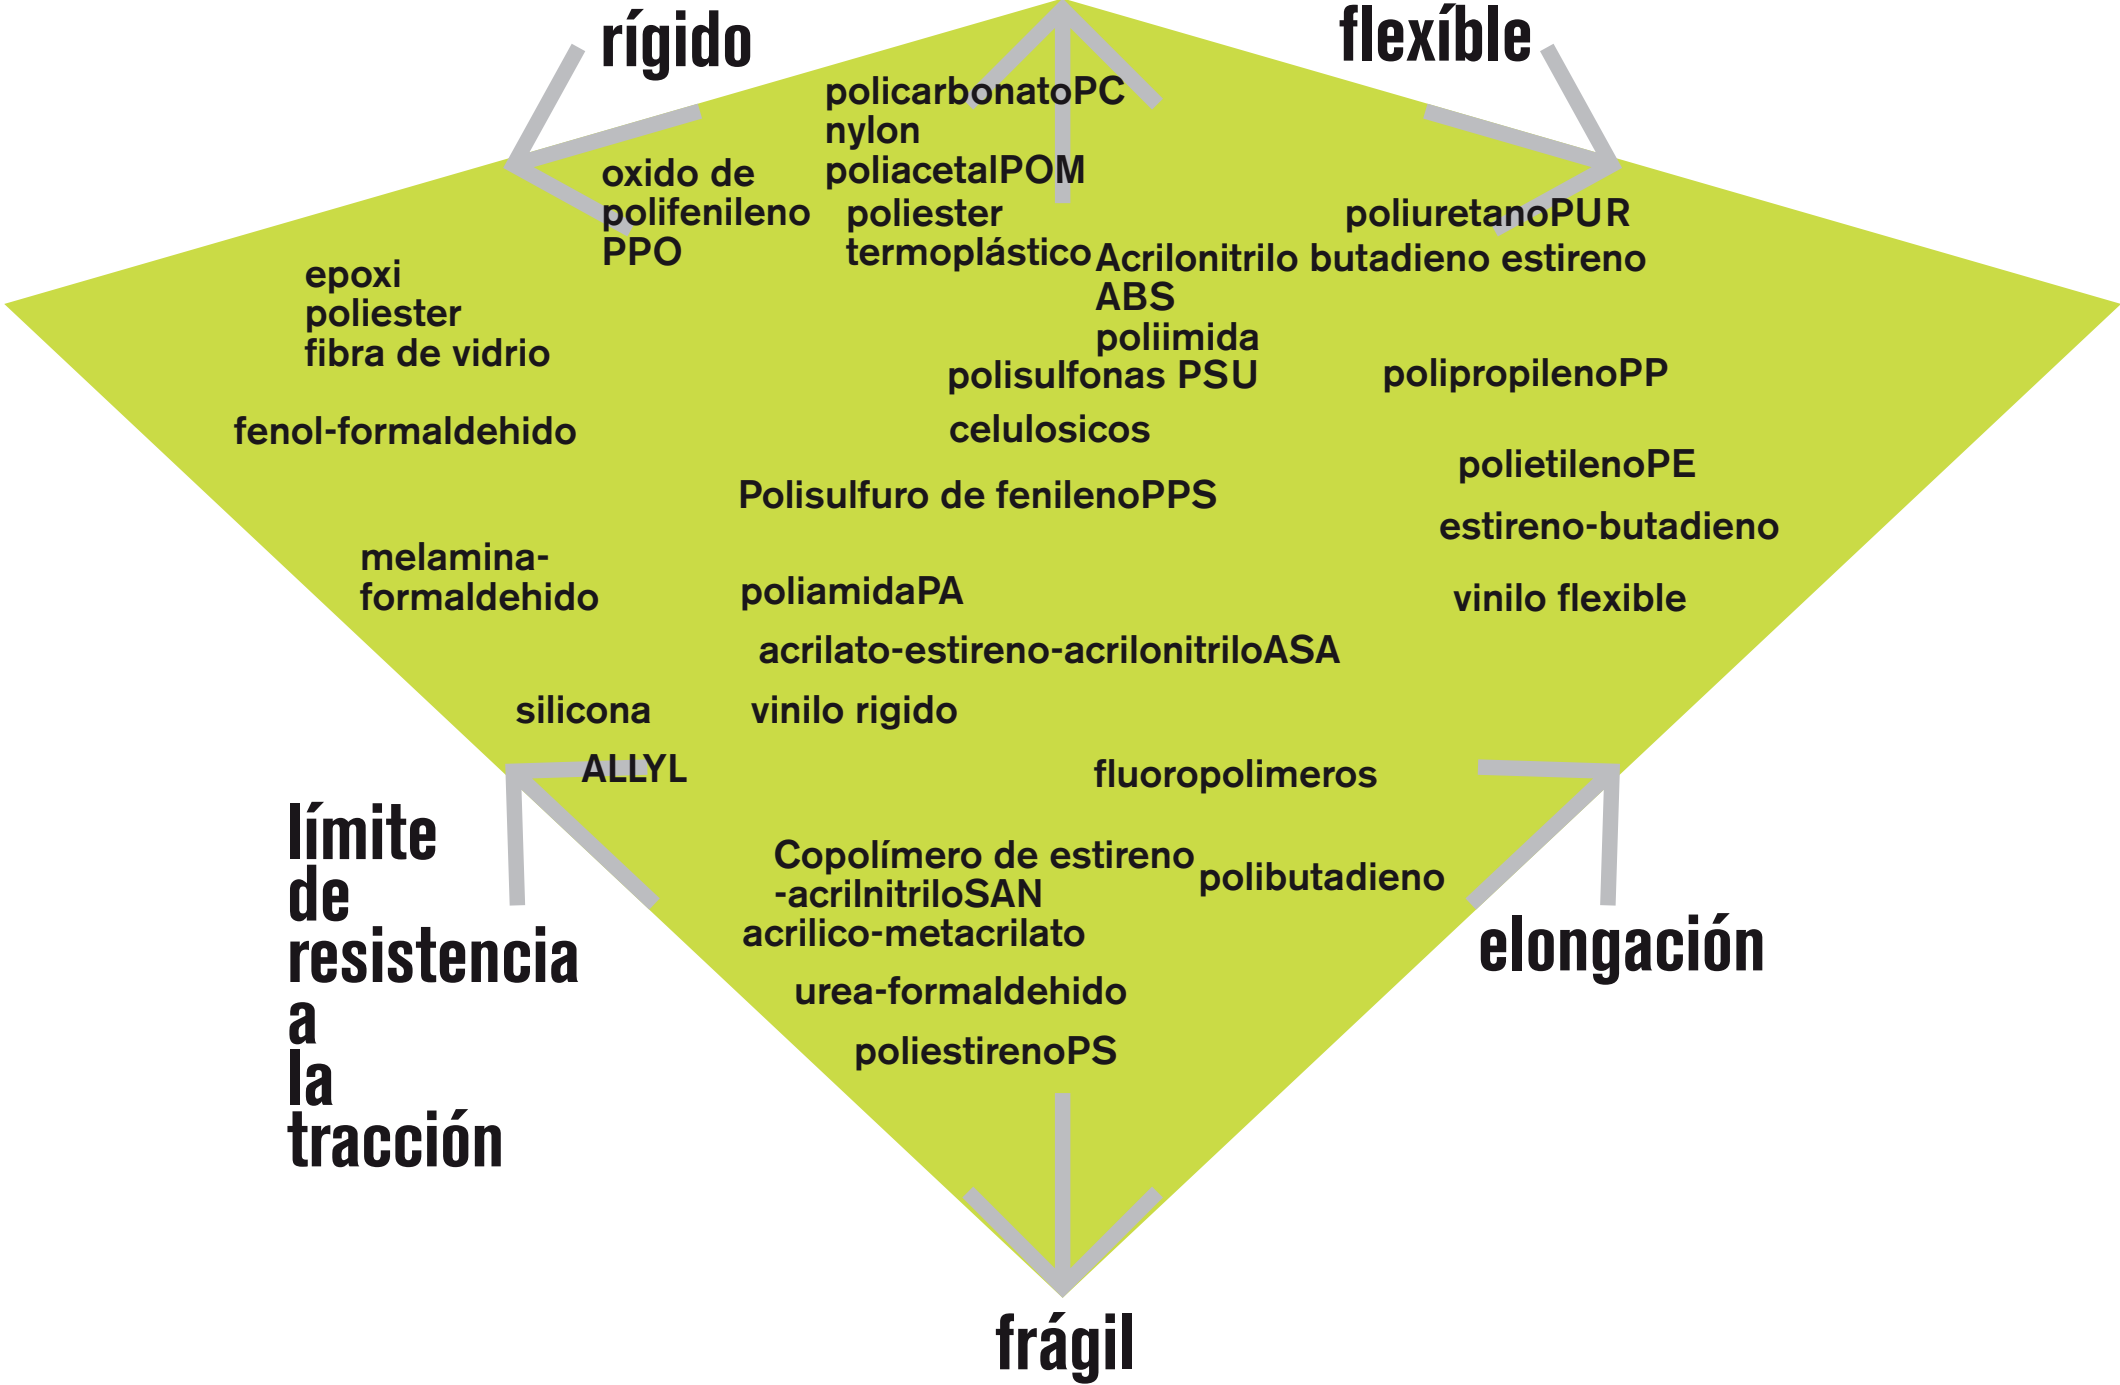 rígido
flexíble
policarbonatoPC
nylon
poliacetalPOM
oxido de
polifenileno
PPO
poliester
termoplástico
poliuretanoPUR
Acrilonitrilo butadieno estireno
ABS
poliimida
epoxi
poliester
fibra de vidrio
polisulfonas PSU
polipropilenoPP
fenol-formaldehido
celulosicos
polietilenoPE
Polisulfuro de fenilenoPPS
estireno-butadieno
melamina-
formaldehido
poliamidaPA
vinilo flexible
acrilato-estireno-acrilonitriloASA
silicona
vinilo rigido
ALLYL
fluoropolimeros
límite
de
resistencia
a
la
tracción
Copolímero de estireno
-acrilnitriloSAN
polibutadieno
acrilico-metacrilato
elongación
urea-formaldehido
poliestirenoPS
frágil